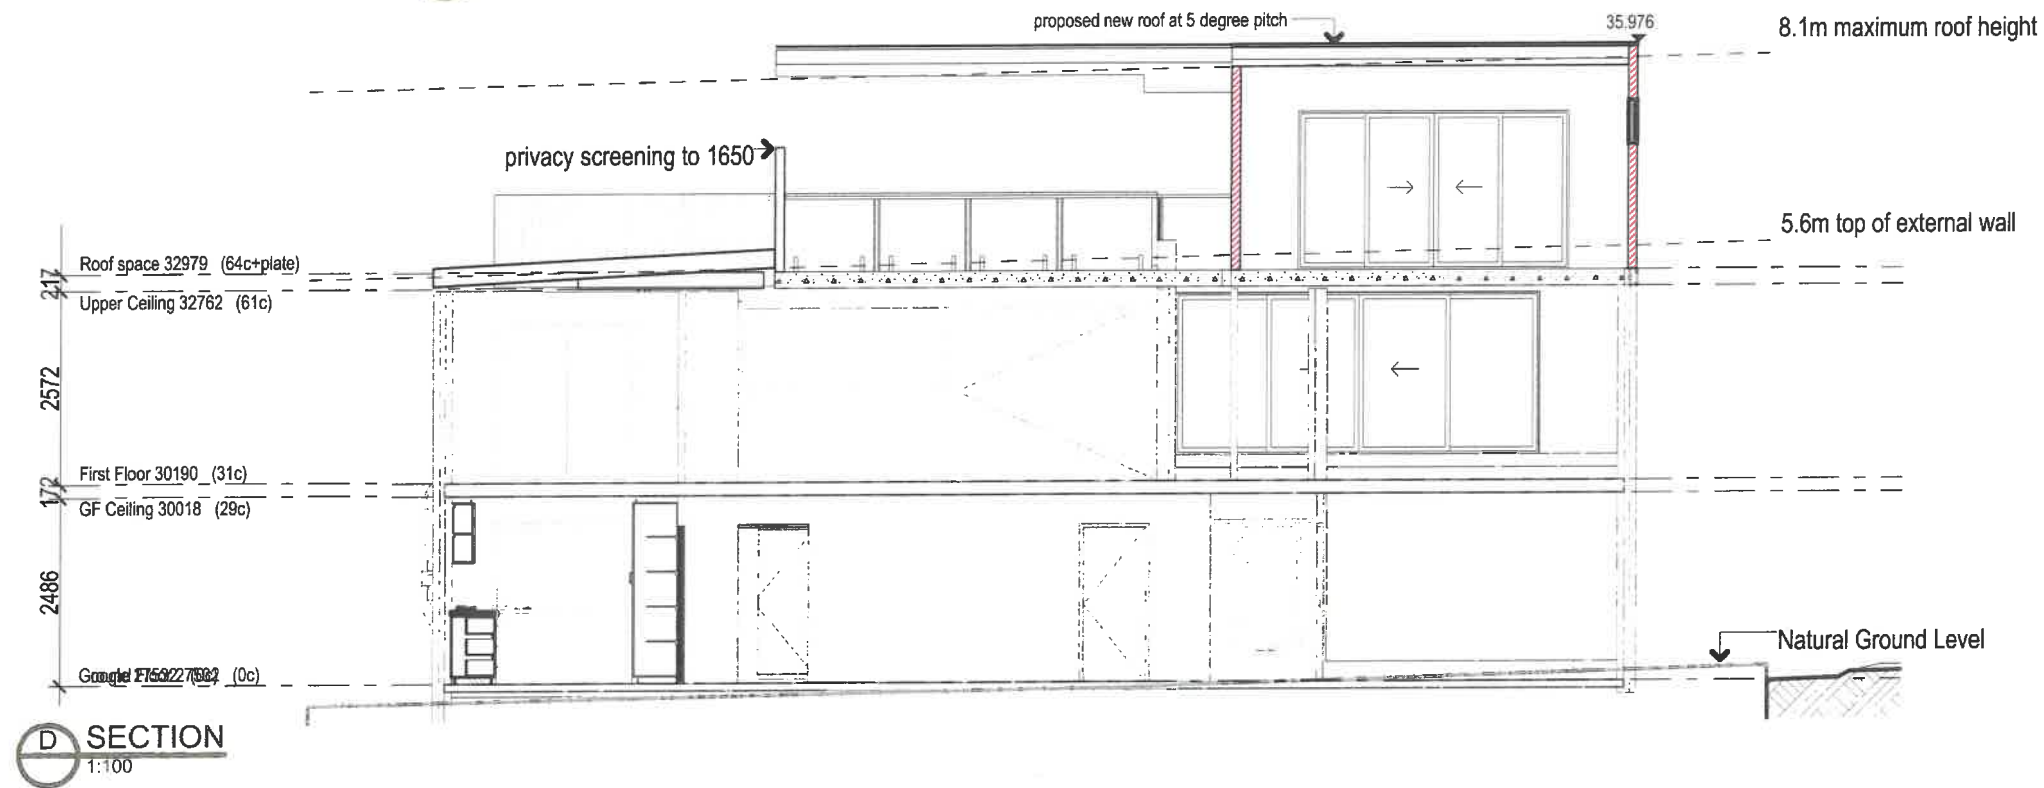 proposed new roof at 5 degree pitch
35.976
8.1m maximum roof height
privacy screening to 1650
5.6m top of external wall
Roof space 32979 (64c+plate)
217
Upper Ceiling 32762 (61c)
2572
First Floor 30190 (31c)
172
GF Ceiling 30018 (29c)
2486
Natural Ground Level
(0c)
D SECTION
1:100